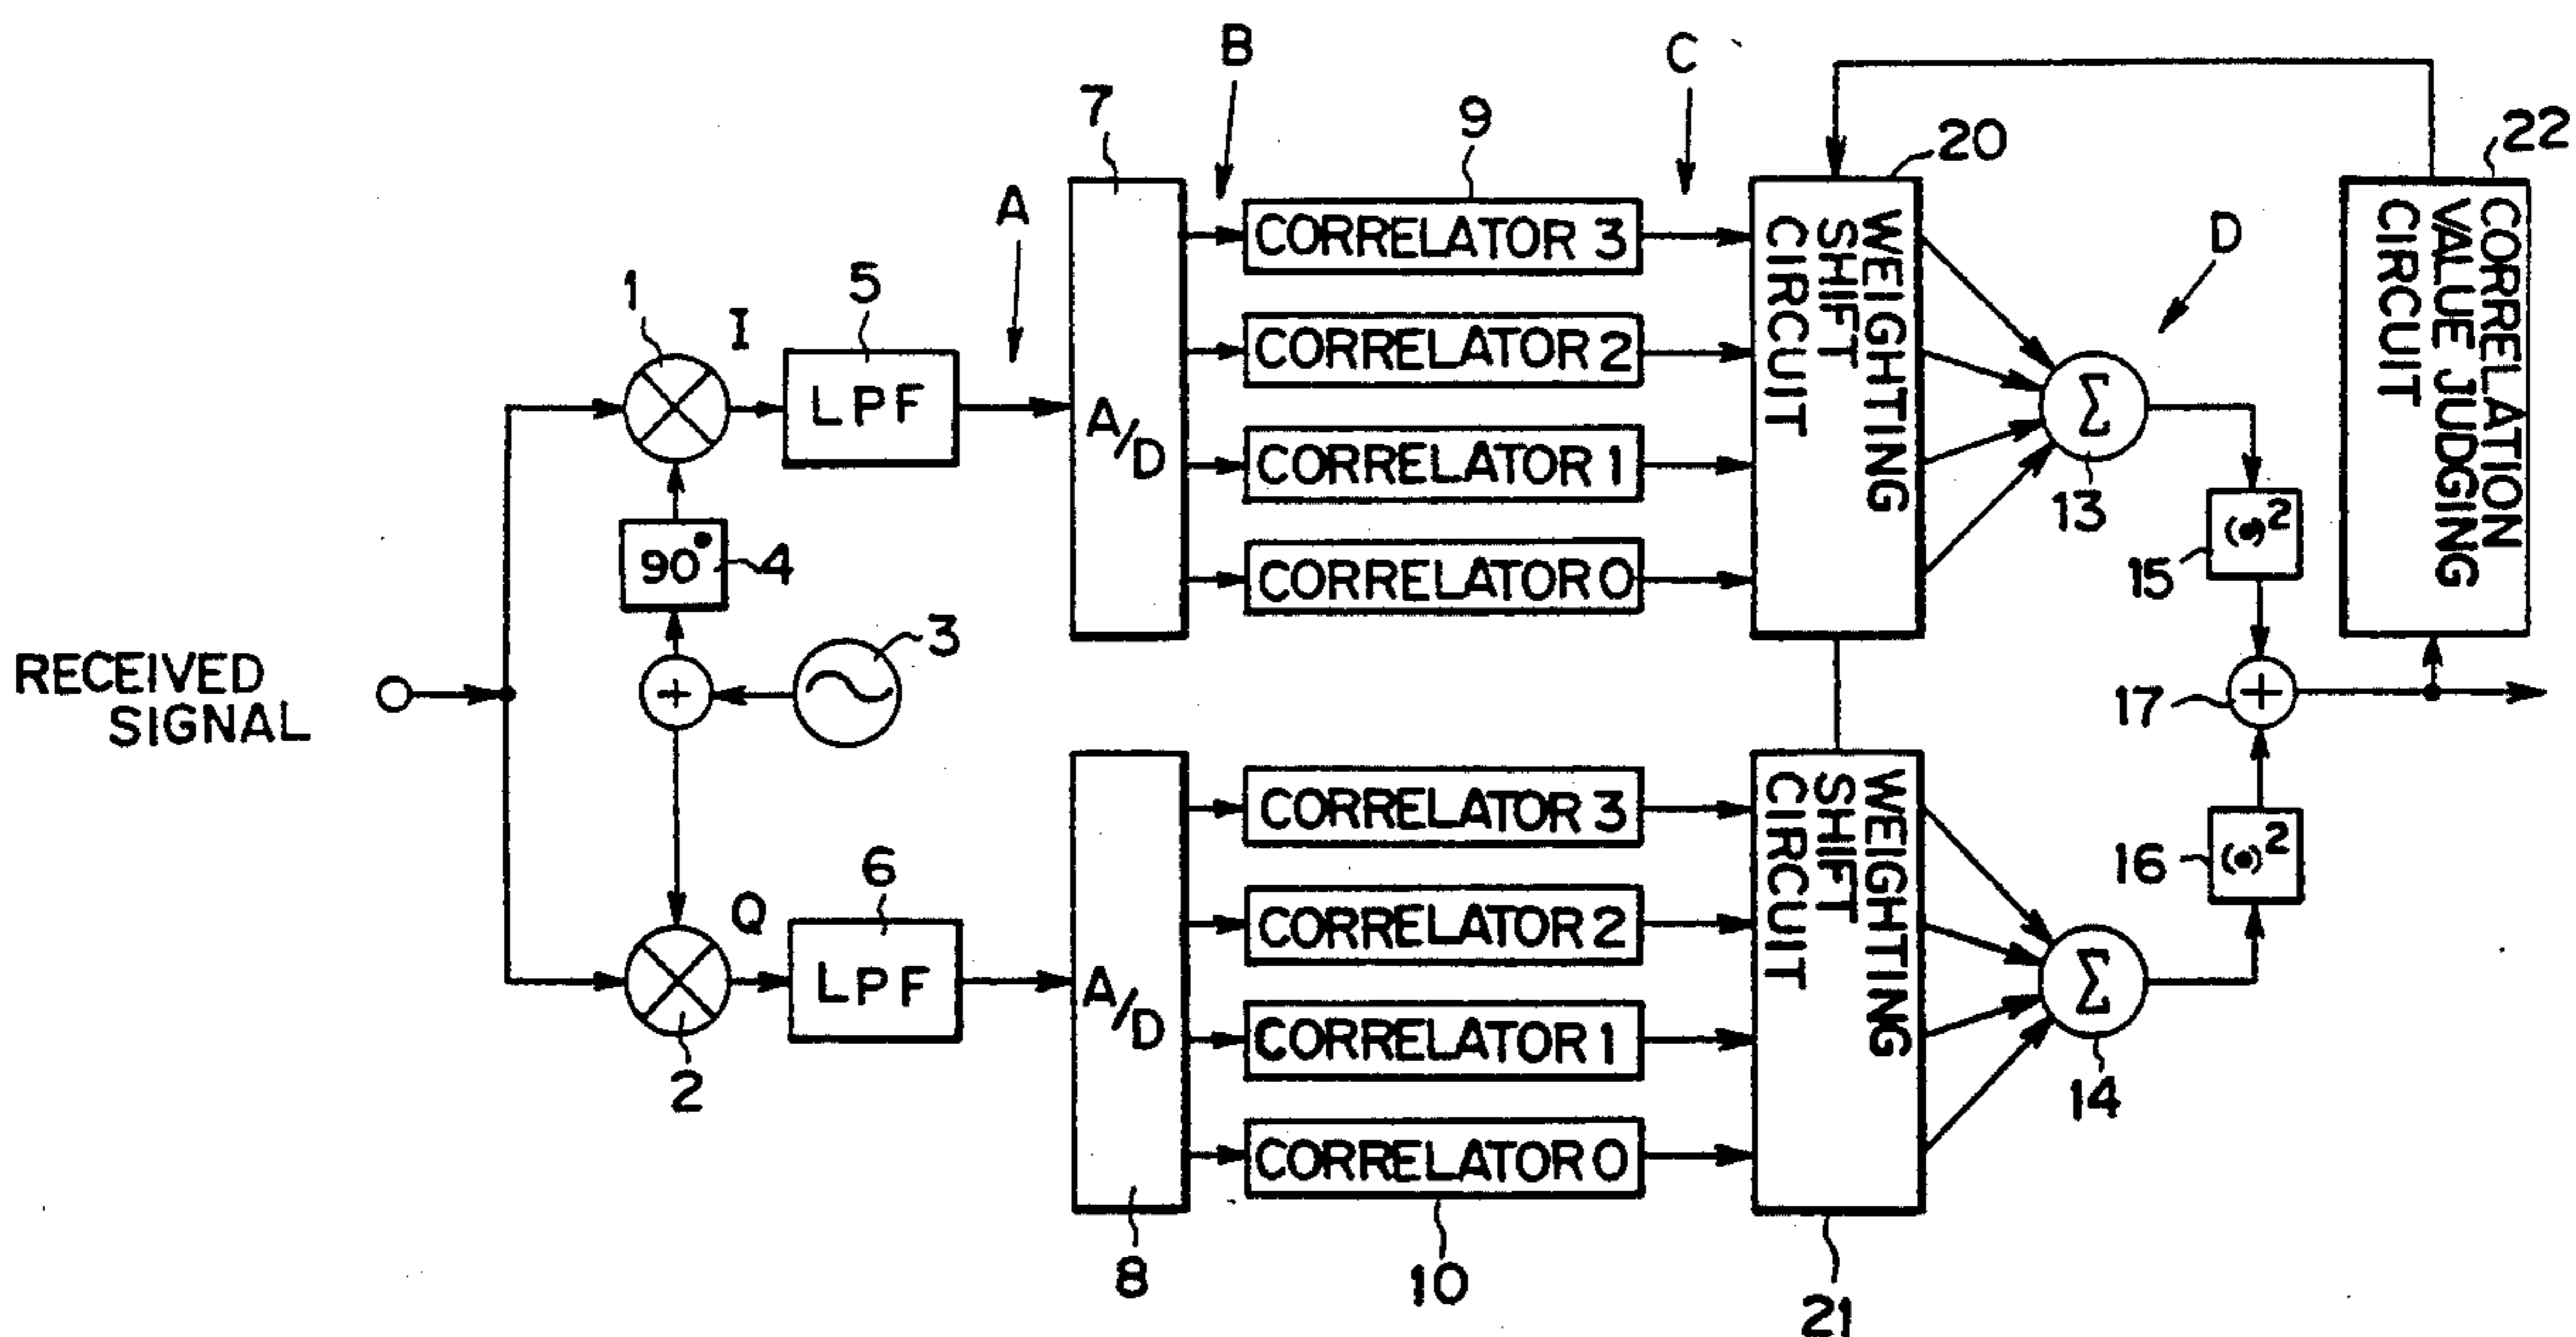 B
C
7
9
20
22
A
CORRELATOR 3
WEIGHTING
SHIFT
CIRCUIT
D
CORRELATION
VALUE JUDGING
CIRCUIT
1
I
5
CORRELATOR 2
LPF
A/D
Σ
CORRELATOR 1
13
(•)²
90°
4
CORRELATOR 0
15
3
RECEIVED
SIGNAL
+
~
17
+
CORRELATOR 3
WEIGHTING
SHIFT
CIRCUIT
Q
6
16
(•)²
CORRELATOR 2
LPF
A/D
Σ
CORRELATOR 1
2
14
CORRELATOR 0
8
10
21